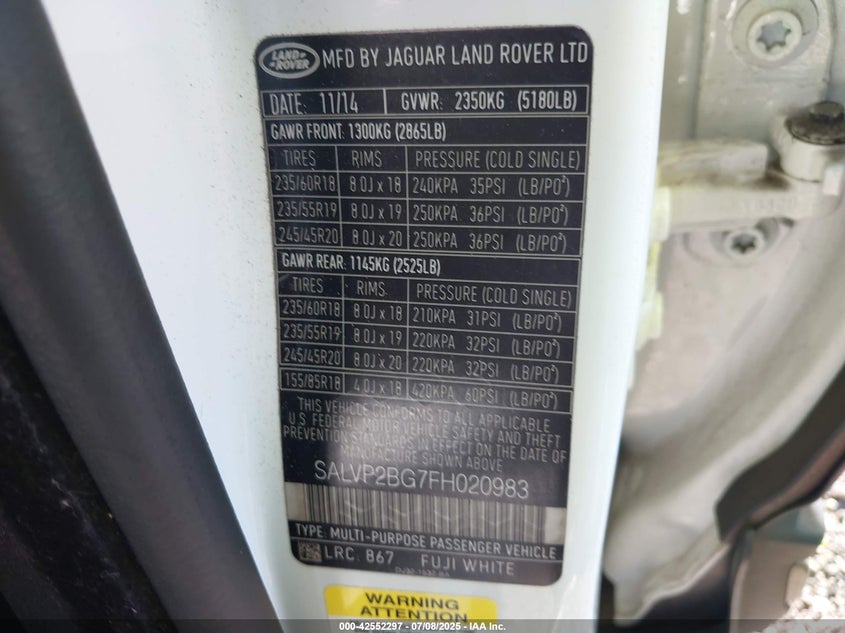 LAND ROVER MFD BY JAGUAR LAND ROVER LTD
DATE: 11/14 GVWR: 2350KG (5180LB)
GAWR FRONT: 1300KG (2865LB)
TIRES RIMS PRESSURE (COLD SINGLE)
235/60R18 8.0J x 18 240KPA 35PSI (LB/PO²)
235/55R19 8.0J x 19 250KPA 36PSI (LB/PO²)
245/45R20 8.0J x 20 250KPA 36PSI (LB/PO²)
GAWR REAR: 1145KG (2525LB)
TIRES RIMS PRESSURE (COLD SINGLE)
235/60R18 8.0J x 18 210KPA 31PSI (LB/PO²)
235/55R19 8.0J x 19 220KPA 32PSI (LB/PO²)
245/45R20 8.0J x 20 220KPA 32PSI (LB/PO²)
155/85R18 4.0J x 18 420KPA 60PSI (LB/PO²)
THIS VEHICLE CONFORMS TO ALL APPLICABLE
U.S. FEDERAL MOTOR VEHICLE SAFETY AND THEFT
PREVENTION STANDARDS IN EFFECT ON THE DATE
OF MANUFACTURE SHOWN ABOVE
SALVP2BG7FH020983
TYPE: MULTI-PURPOSE PASSENGER VEHICLE
LRC. 867 FUJI WHITE
WARNING
ATTENTION
000-42552297 - 07/08/2025 - IAA Inc.